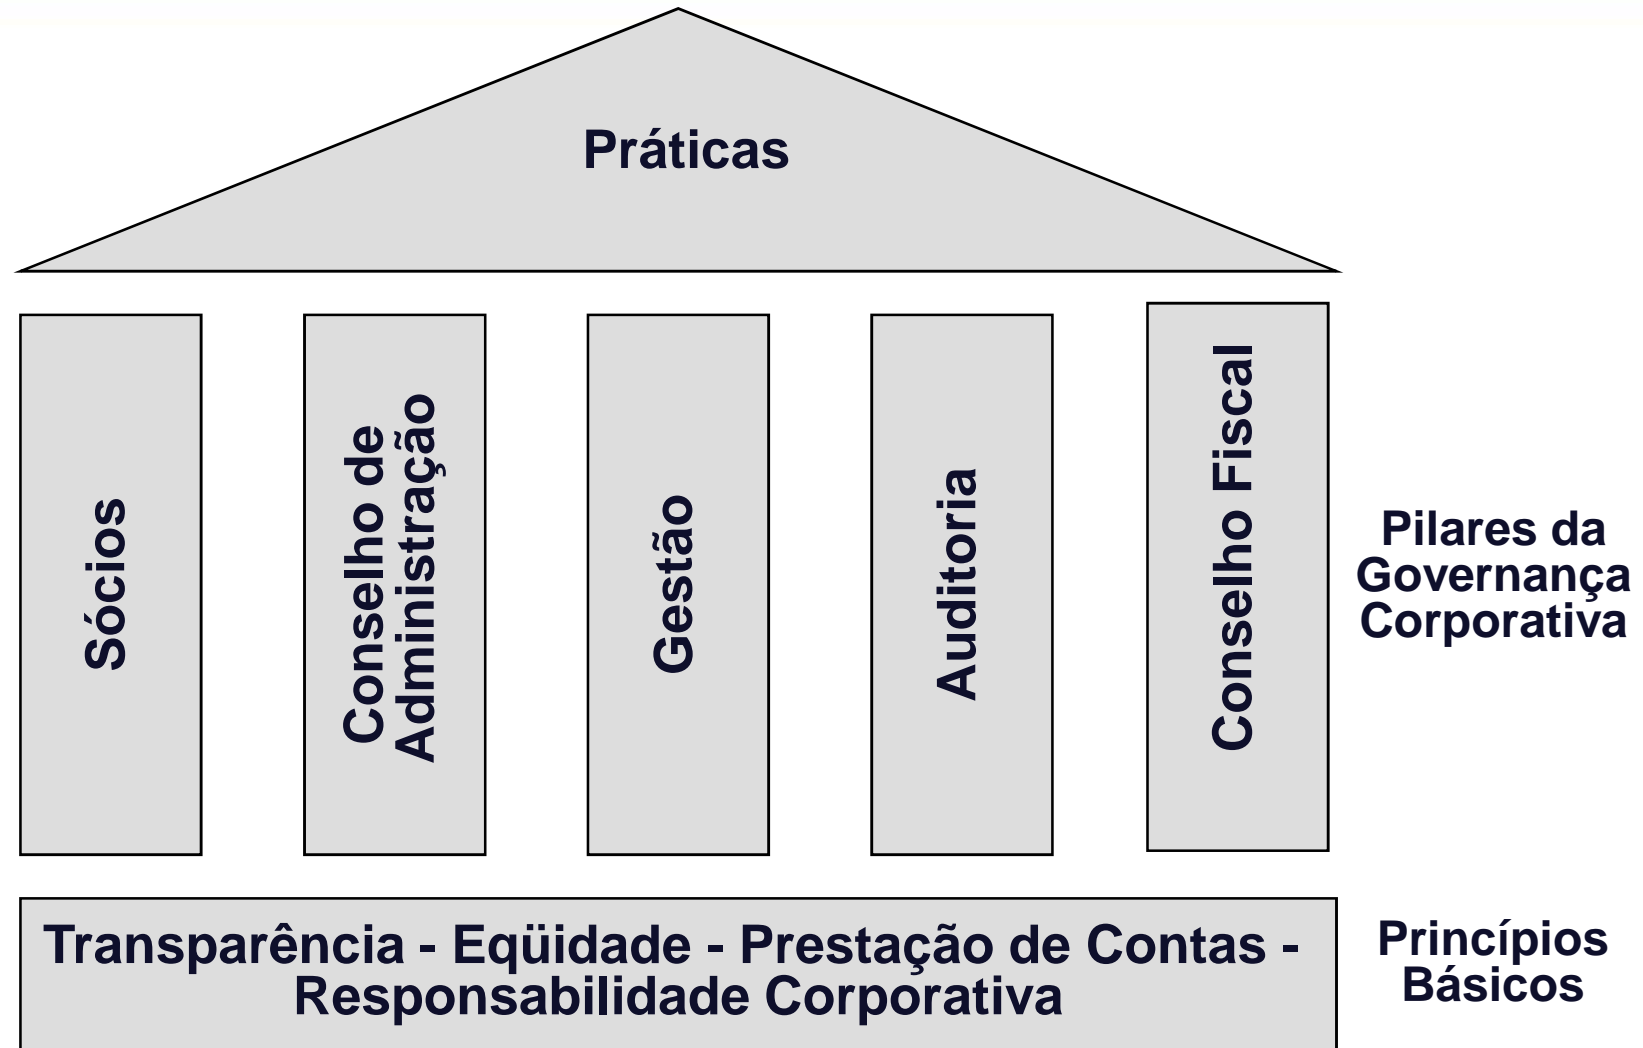 Práticas
Sócios
Conselho de
Administração
Gestão
Auditoria
Conselho Fiscal
Pilares da
Governança
Corporativa
Transparência - Eqüidade - Prestação de Contas -
Responsabilidade Corporativa
Princípios
Básicos